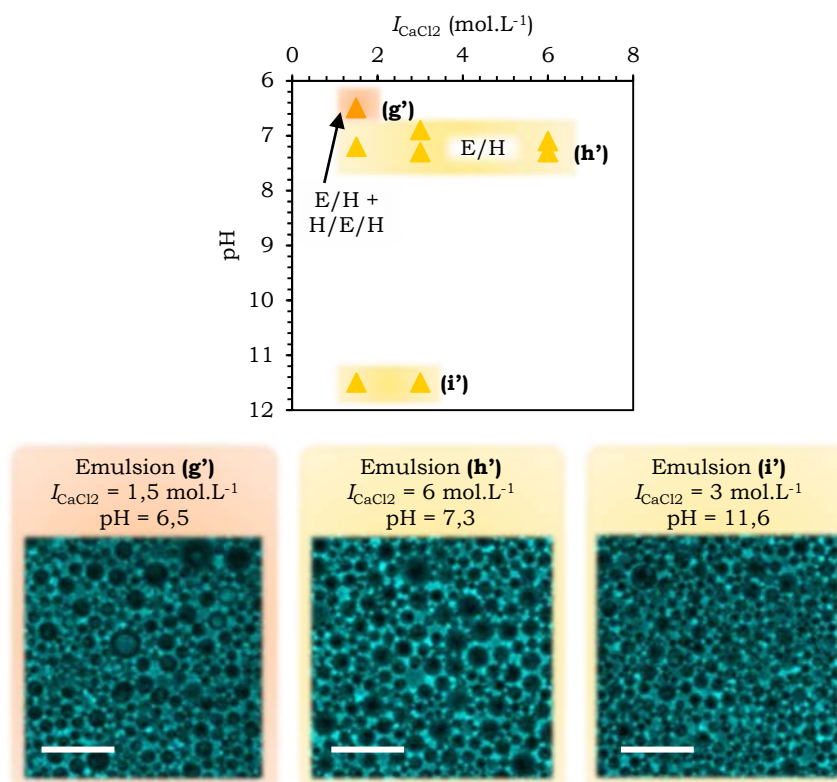 I_CaCl2 (mol.L-1)
0 2 4 6 8
6
(g’)
7
E/H
(h’)
8
E/H +
H/E/H
pH
9
10
11
(i’)
12
Emulsion (g’)
I_CaCl2 = 1,5 mol.L-1
pH = 6,5
Emulsion (h’)
I_CaCl2 = 6 mol.L-1
pH = 7,3
Emulsion (i’)
I_CaCl2 = 3 mol.L-1
pH = 11,6